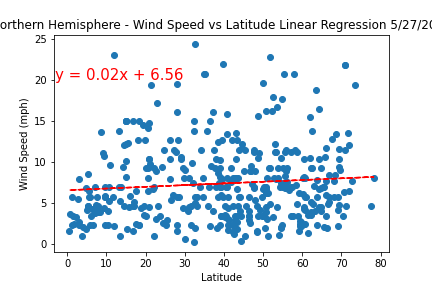 orthern Hemisphere - Wind Speed vs Latitude Linear Regression 5/27/20
25
y = 0.02x + 6.56
20
15
10
5
0
Wind Speed (mph)
0 10 20 30 40 50 60 70 80
Latitude